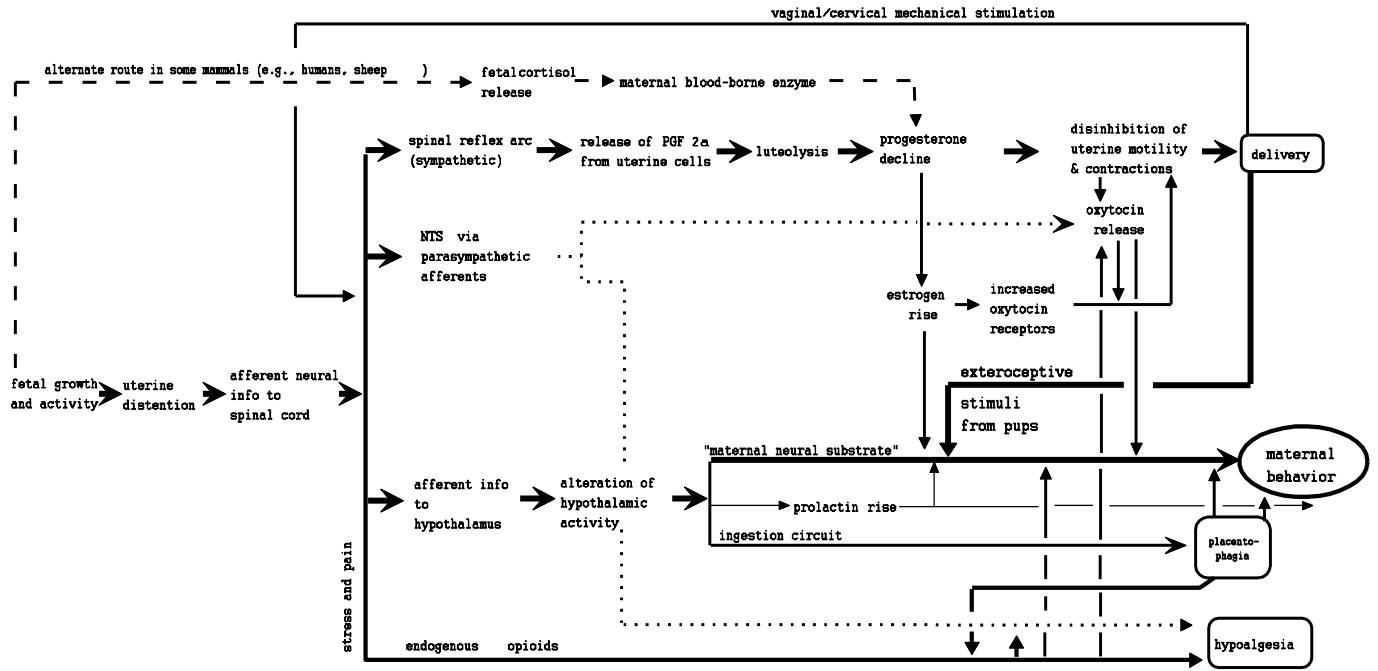 vaginal/cervical mechanical stimulation
alternate route in some mammals (e.g., humans, sheep )
fetal cortisol
release
maternal blood-borne enzyme
spinal reflex arc
(sympathetic)
release of PGF 2a
from uterine cells
luteolysis
progesterone
decline
disinhibition of
uterine motility
& contractions
delivery
oxytocin
release
NTS via
parasympathetic
afferents
estrogen
rise
increased
oxytocin
receptors
fetal growth
and activity
uterine
distention
afferent neural
info to
spinal cord
exteroceptive
stimuli
from pups
"maternal neural substrate"
maternal
behavior
afferent info
to
hypothalamus
alteration of
hypothalamic
activity
prolactin rise
ingestion circuit
placento-
phagia
stress and pain
endogenous opioids
hypoalgesia